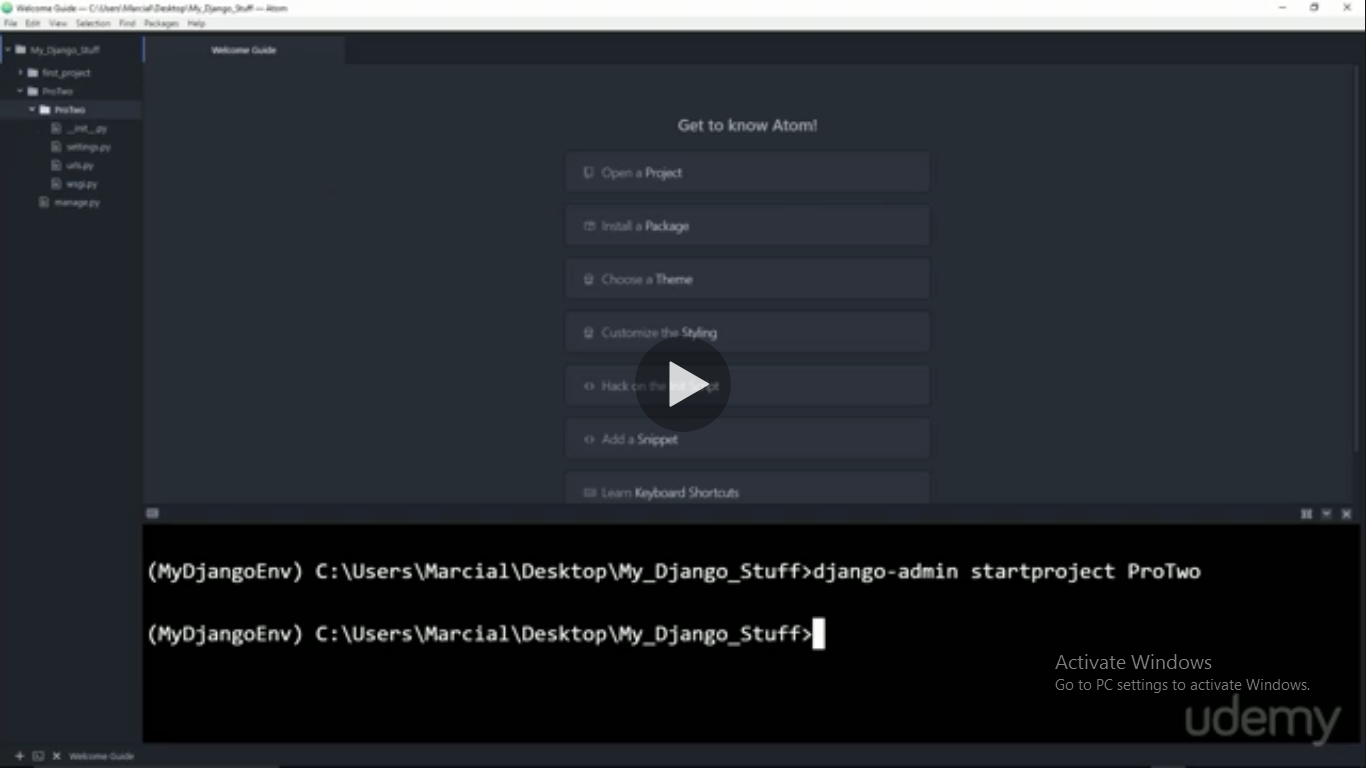 Welcome Guide — C:\Users\Marcial\Desktop\My_Django_Stuff — Atom
File Edit View Selection Find Packages Help
My_Django_Stuff
Welcome Guide
first_project
ProTwo
ProTwo
__init__.py
settings.py
urls.py
wsgi.py
manage.py
Get to know Atom!
Open a Project
Install a Package
Choose a Theme
Customize the Styling
Hack on the Init Script
Add a Snippet
Learn Keyboard Shortcuts
(MyDjangoEnv) C:\Users\Marcial\Desktop\My_Django_Stuff>django-admin startproject ProTwo
(MyDjangoEnv) C:\Users\Marcial\Desktop\My_Django_Stuff>
Activate Windows
Go to PC settings to activate Windows.
udemy
Welcome Guide